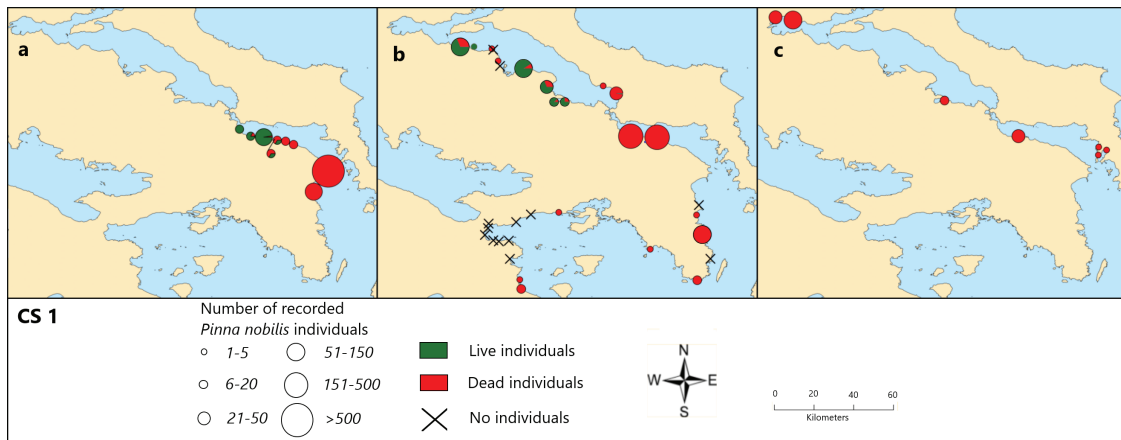 a
b
c
CS 1
Number of recorded
Pinna nobilis individuals
1-5
51-150
6-20
151-500
21-50
>500
Live individuals
Dead individuals
No individuals
N
W E
S
0 20 40 60
Kilometers